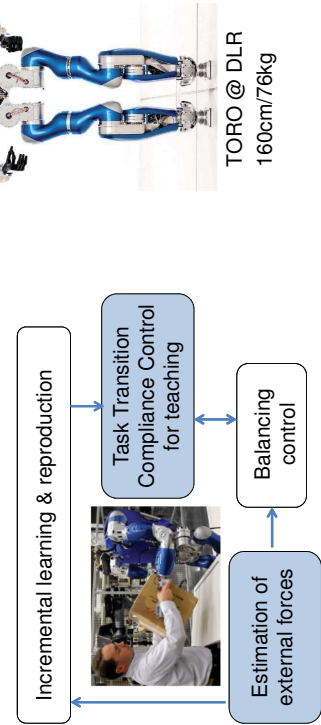 Incremental learning & reproduction
Task Transition
Compliance Control
for teaching
Estimation of
external forces
Balancing
control
TORO @ DLR
160cm/76kg